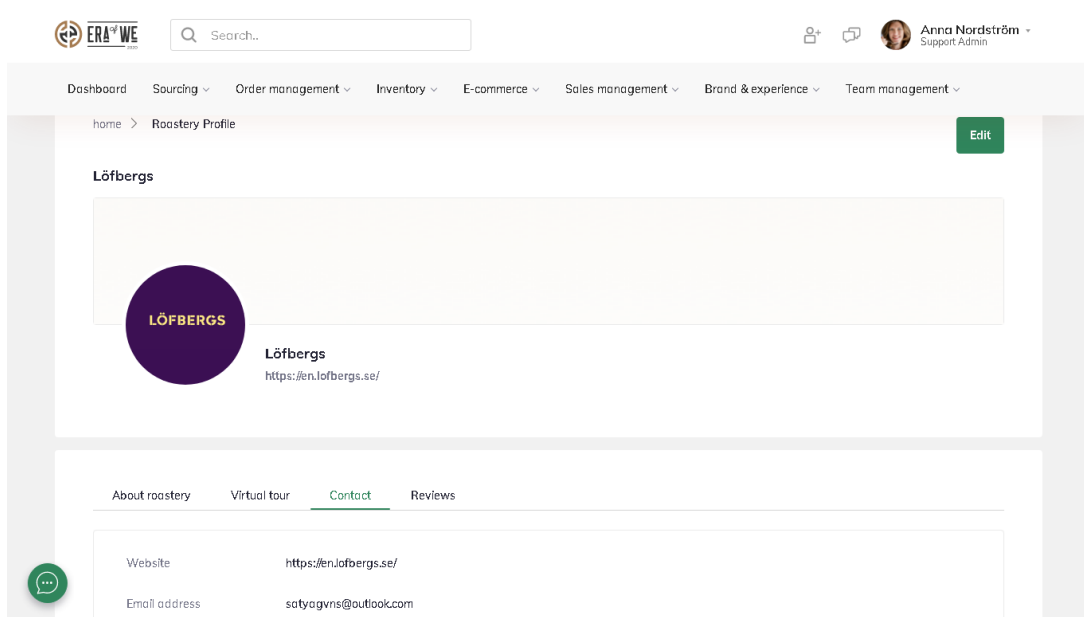 ERA of WE
Search..
Anna Nordström
Support Admin
Dashboard Sourcing Order management Inventory E-commerce Sales management Brand & experience Team management
home Roastery Profile
Edit
Löfbergs
LÖFBERGS
Löfbergs
https://en.lofbergs.se/
About roastery Virtual tour Contact Reviews
Website https://en.lofbergs.se/
Email address satyagvns@outlook.com